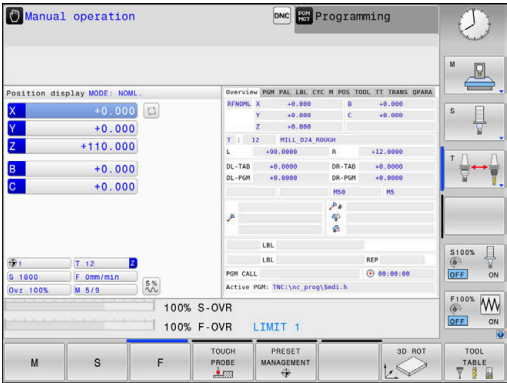 Manual operation
DNC
PGM MGT
Programming
Position display MODE: NOML.
X +0.000
Y +0.000
Z +110.000
B +0.000
C +0.000
1 T 12 Z
S 1800 F 0mm/min
Ovr 100% M 5/9
S %
Overview PGM PAL LBL CYC M POS TOOL TT TRANS QPARA
RFNOML X +0.000 B +0.000
Y +0.000 C +0.000
Z +0.000
T : 12 MILL_D24_ROUGH
L +90.0000 R +12.0000
DL-TAB +0.0000 DR-TAB +0.0000
DL-PGM +0.0000 DR-PGM +0.0000
M50 M5
P#
P
LBL
LBL REP
PGM CALL 00:00:00
Active PGM: TNC:\nc_prog\$mdi.h
100% S-OVR
100% F-OVR LIMIT 1
M
S
T
S100%
OFF ON
F100%
OFF ON
M
S
F
TOUCH
PROBE
PRESET
MANAGEMENT
3D ROT
TOOL
TABLE